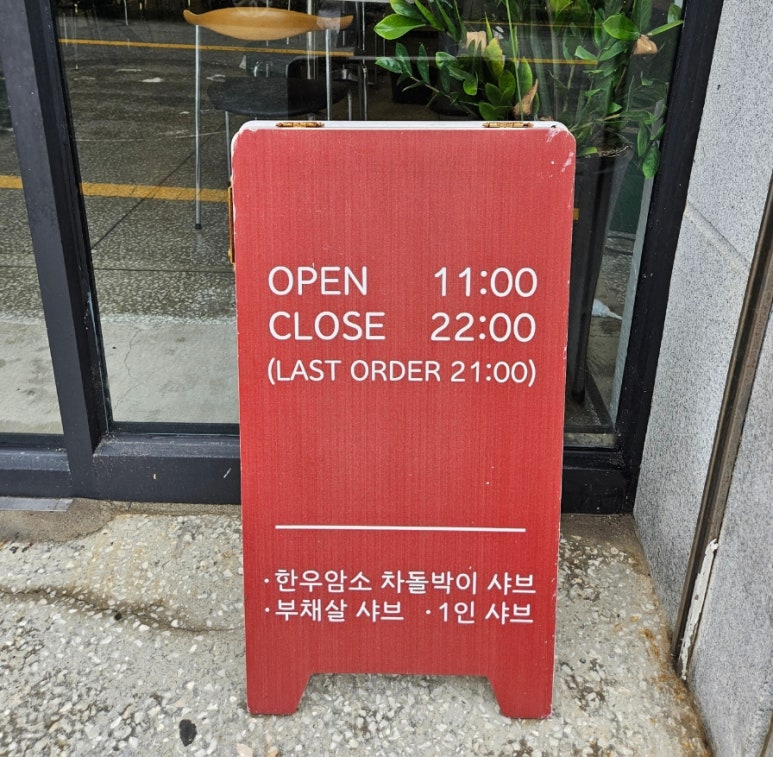 OPEN 11:00
CLOSE 22:00
(LAST ORDER 21:00)
·한우암소 차돌박이 샤브
·부채살 샤브 ·1인 샤브